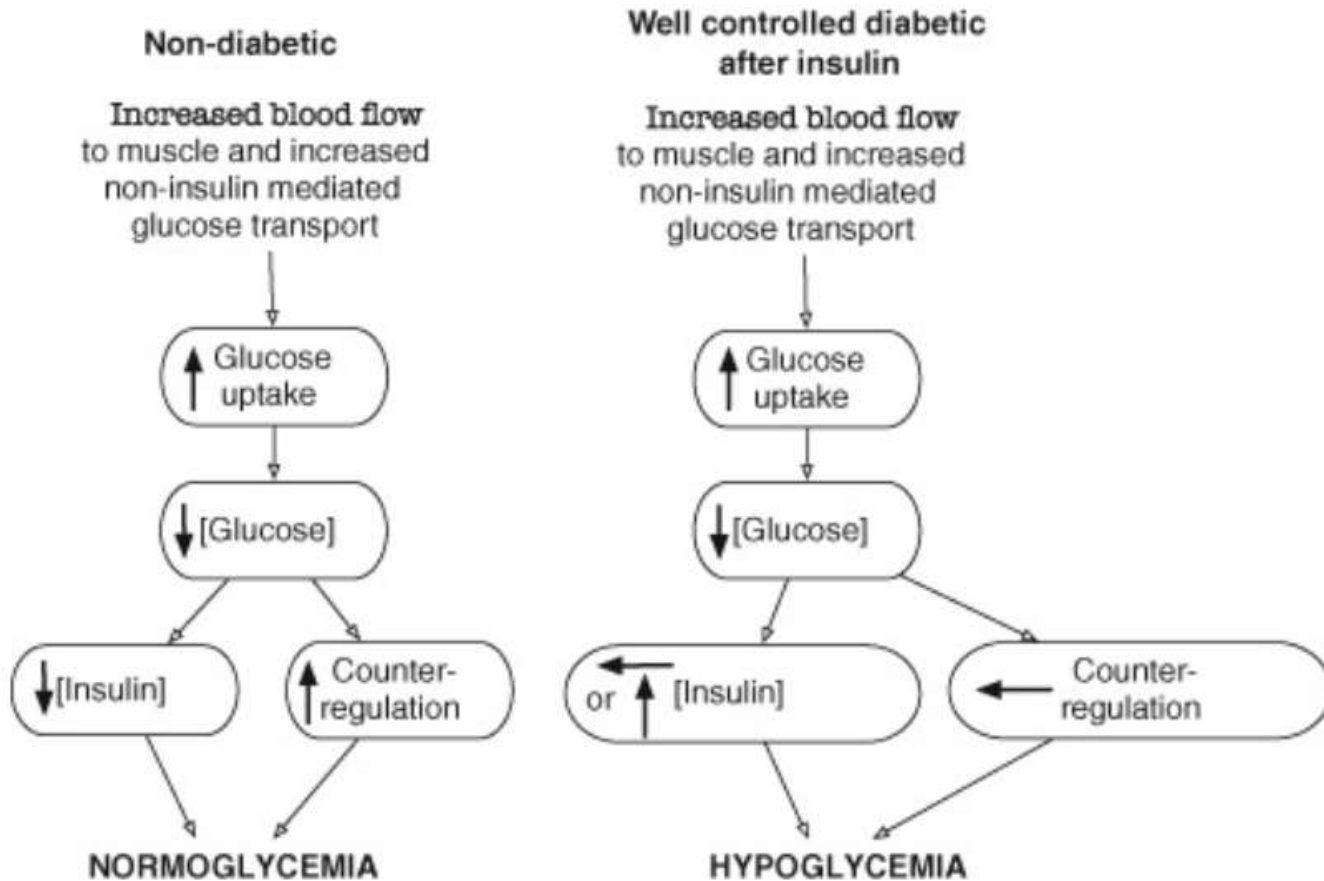 Non-diabetic
Increased blood flow
to muscle and increased
non-insulin mediated
glucose transport
Glucose
uptake
[Glucose]
[Insulin]
Counter-
regulation
NORMOGLYCEMIA
Well controlled diabetic
after insulin
Increased blood flow
to muscle and increased
non-insulin mediated
glucose transport
Glucose
uptake
[Glucose]
or [Insulin]
Counter-
regulation
HYPOGLYCEMIA